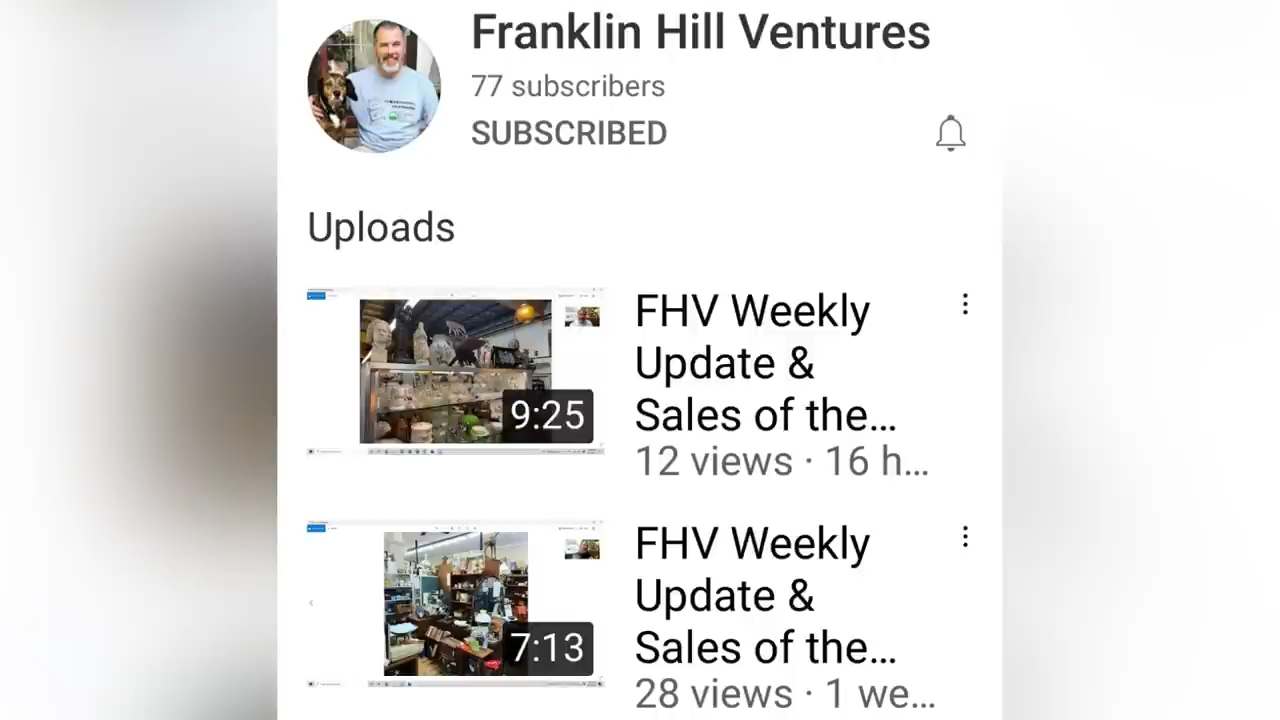 Franklin Hill Ventures
77 subscribers
SUBSCRIBED
Uploads
FHV Weekly
Update &
Sales of the...
12 views · 16 h...
9:25
FHV Weekly
Update &
Sales of the...
28 views · 1 we...
7:13